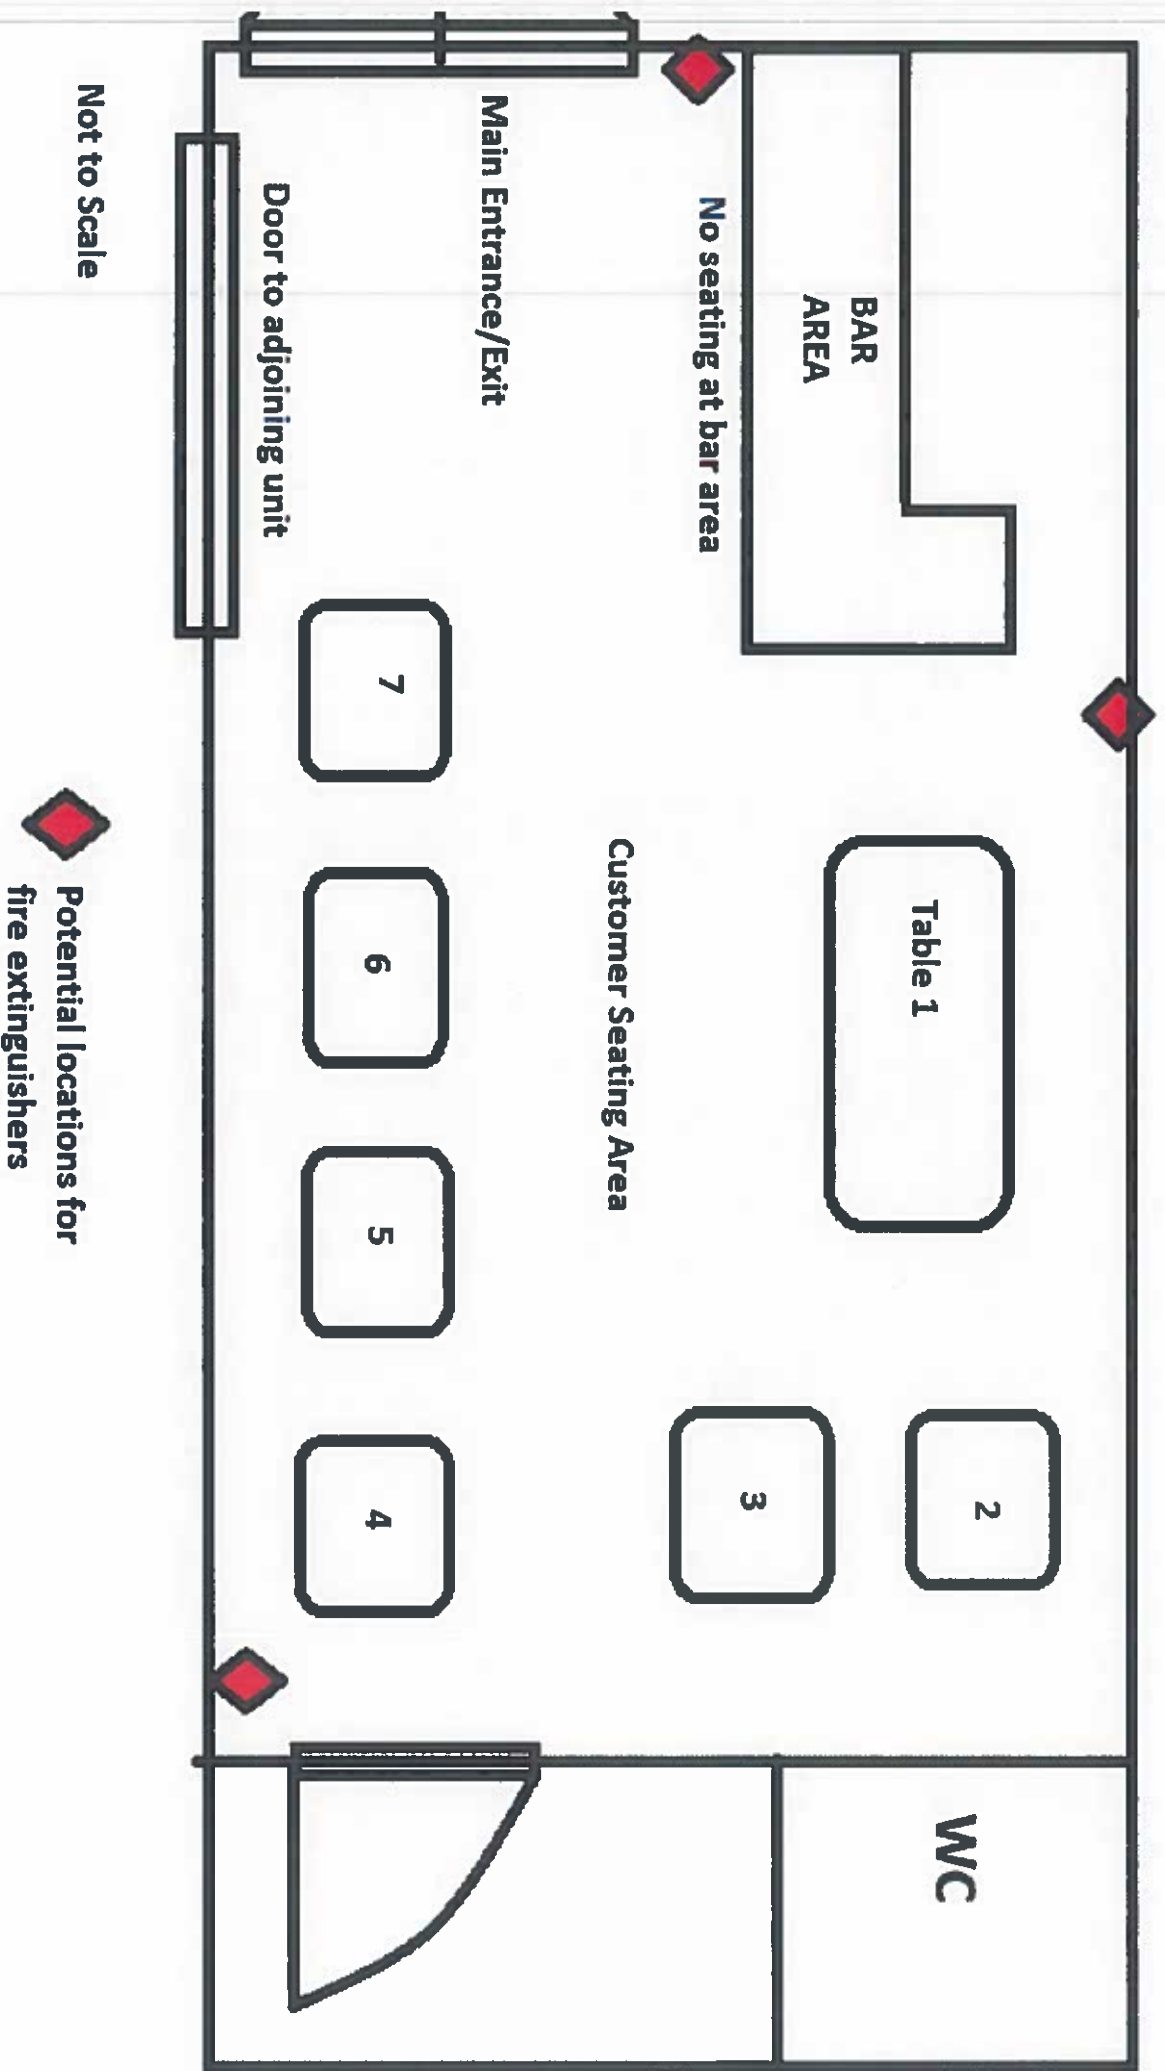 BAR
AREA
No seating at bar area
Main Entrance/Exit
Door to adjoining unit
Table 1
2
3
Customer Seating Area
7
6
5
4
WC
Not to Scale
Potential locations for
fire extinguishers